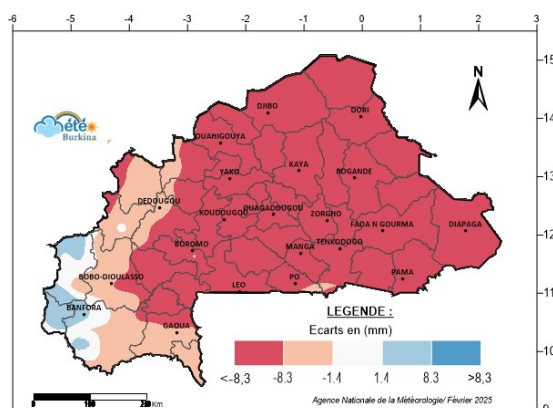 -6 -5 -4 -3 -2 -1 0 1 2 3
N
météo
Burkina
DJIBO
DORI
OUAHIGOUYA
YAKO
KAYA
BOGANDE
DEDOUGOU
KOUDOUGOU
OUAGADOUGOU
ZORGHO
FADA N GOURMA
DIAPAGA
BOROMO
MANGA
TENKODOGO
BOBO-DIOULASSO
LEO
PO
PAMA
BANFORA
GAOUA
15
14
13
12
11
10
9
LEGENDE :
Ecarts en (mm)
<-8,3 -8.3 -1.4 1.4 8.3 >8,3
0
Km
Agence Nationale de la Météorologie/ Février 2025